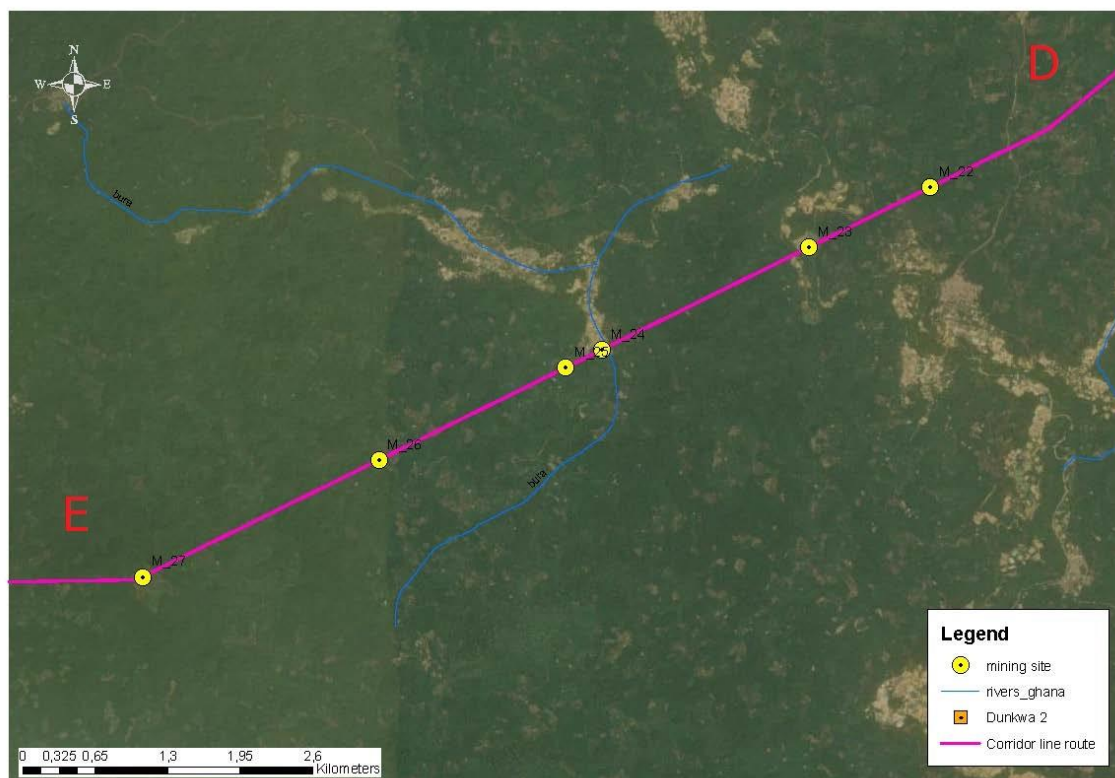 N
W E
S
D
M_22
bura
M_23
M_24
M_25
M_26
bura
E
M_27
Legend
mining site
rivers_ghana
Dunkwa 2
Corridor line route
0 0,325 0,65 1,3 1,95 2,6
Kilometers